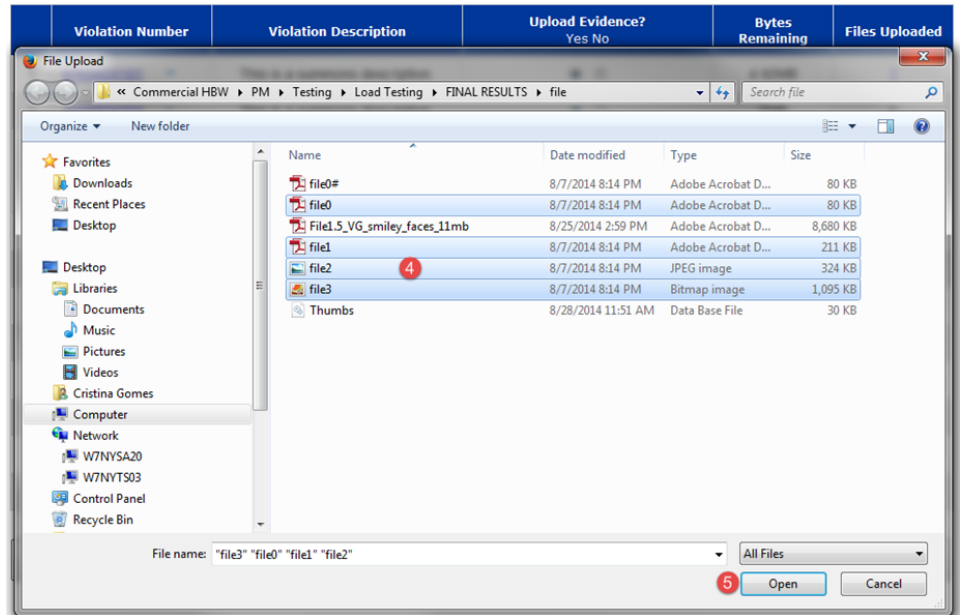 Violation Number Violation Description Upload Evidence? Bytes Remaining Files Uploaded
Yes No
File Upload
« Commercial HBW ▸ PM ▸ Testing ▸ Load Testing ▸ FINAL RESULTS ▸ file Search file
Organize New folder
Favorites
Downloads
Recent Places
Desktop
Desktop
Libraries
Documents
Music
Pictures
Videos
Cristina Gomes
Computer
Network
W7NYSA20
W7NYTS03
Control Panel
Recycle Bin
Name Date modified Type Size
file0# 8/7/2014 8:14 PM Adobe Acrobat D... 80 KB
file0 8/7/2014 8:14 PM Adobe Acrobat D... 80 KB
File1.5_VG_smiley_faces_11mb 8/25/2014 2:59 PM Adobe Acrobat D... 8,680 KB
file1 8/7/2014 8:14 PM Adobe Acrobat D... 211 KB
file2 4 8/7/2014 8:14 PM JPEG image 324 KB
file3 8/7/2014 8:14 PM Bitmap image 1,095 KB
Thumbs 8/28/2014 11:51 AM Data Base File 30 KB
File name: "file3" "file0" "file1" "file2" All Files
5 Open Cancel